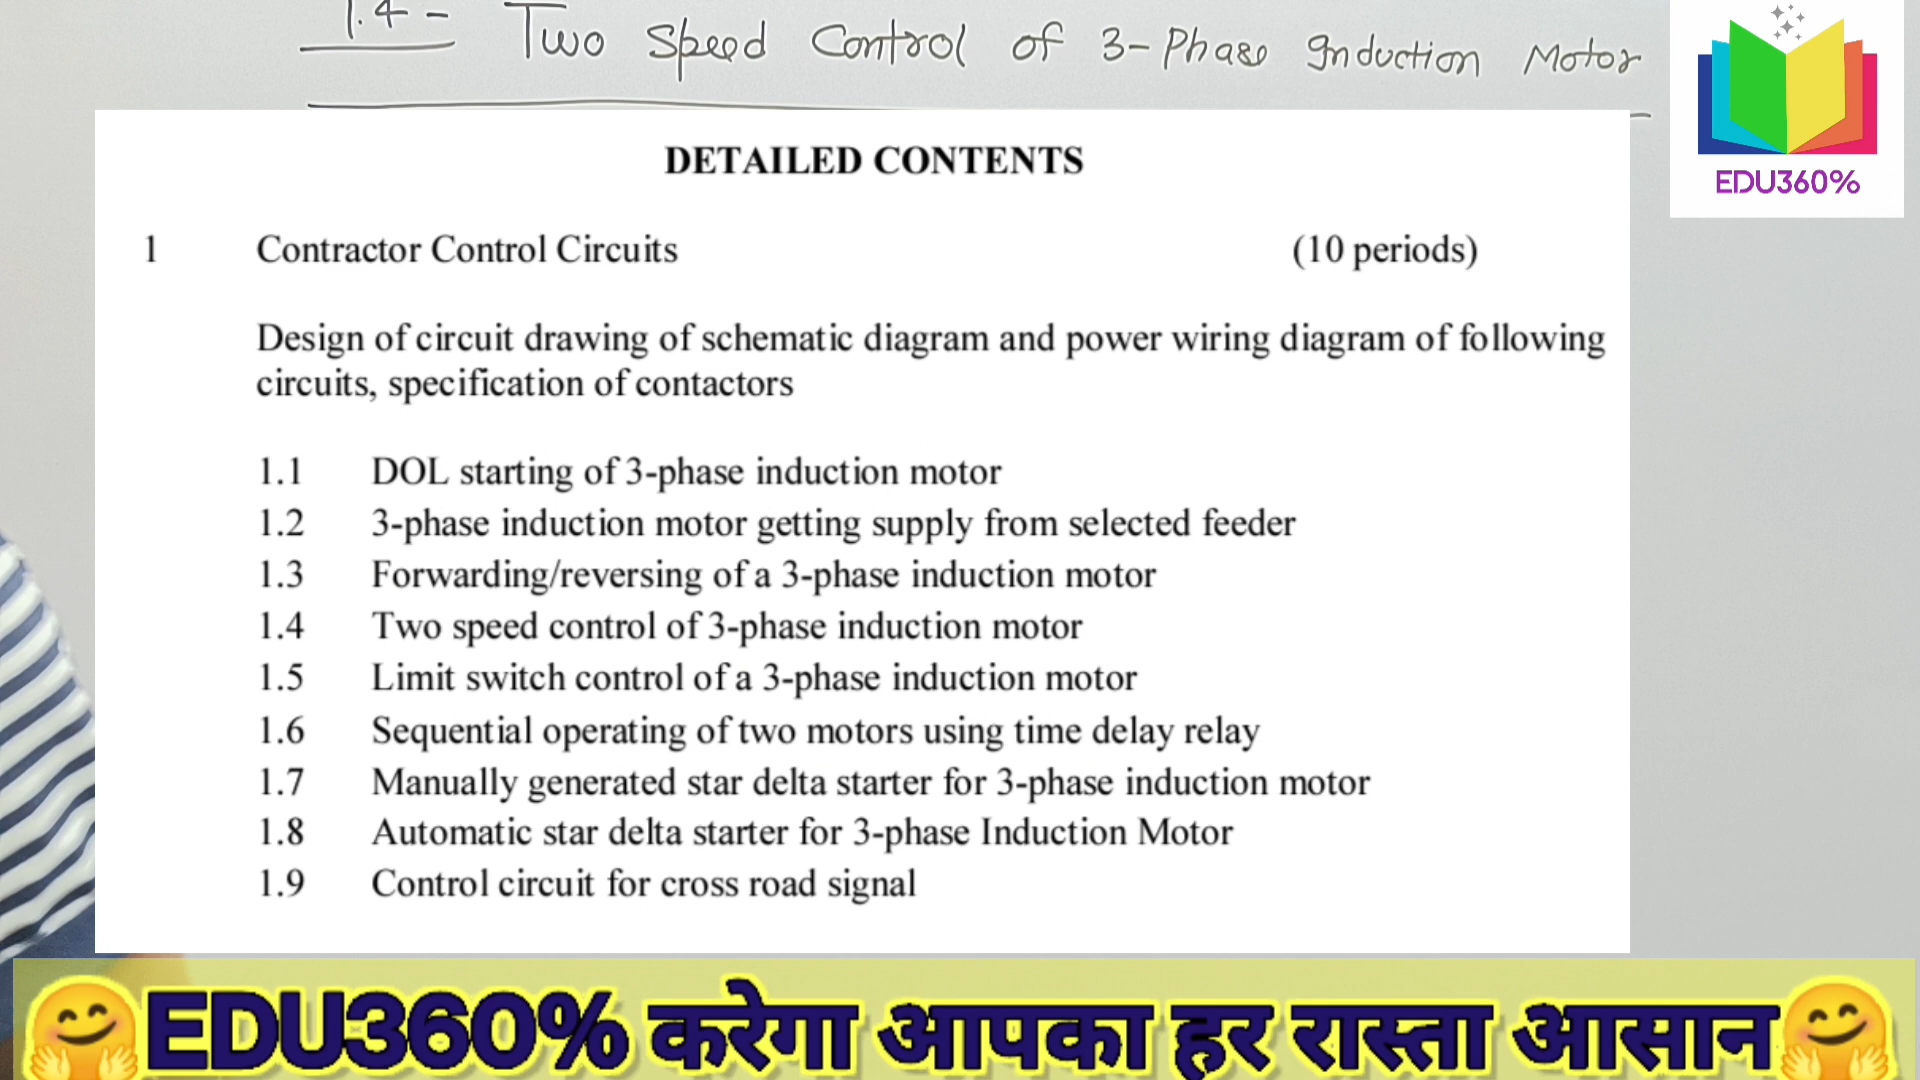 1.4 - Two Speed Control of 3-Phase Induction Motor
EDU360%
DETAILED CONTENTS
1 Contractor Control Circuits (10 periods)
Design of circuit drawing of schematic diagram and power wiring diagram of following
circuits, specification of contactors
1.1 DOL starting of 3-phase induction motor
1.2 3-phase induction motor getting supply from selected feeder
1.3 Forwarding/reversing of a 3-phase induction motor
1.4 Two speed control of 3-phase induction motor
1.5 Limit switch control of a 3-phase induction motor
1.6 Sequential operating of two motors using time delay relay
1.7 Manually generated star delta starter for 3-phase induction motor
1.8 Automatic star delta starter for 3-phase Induction Motor
1.9 Control circuit for cross road signal
🤗EDU360% करेगा आपका हर रास्ता आसान🤗